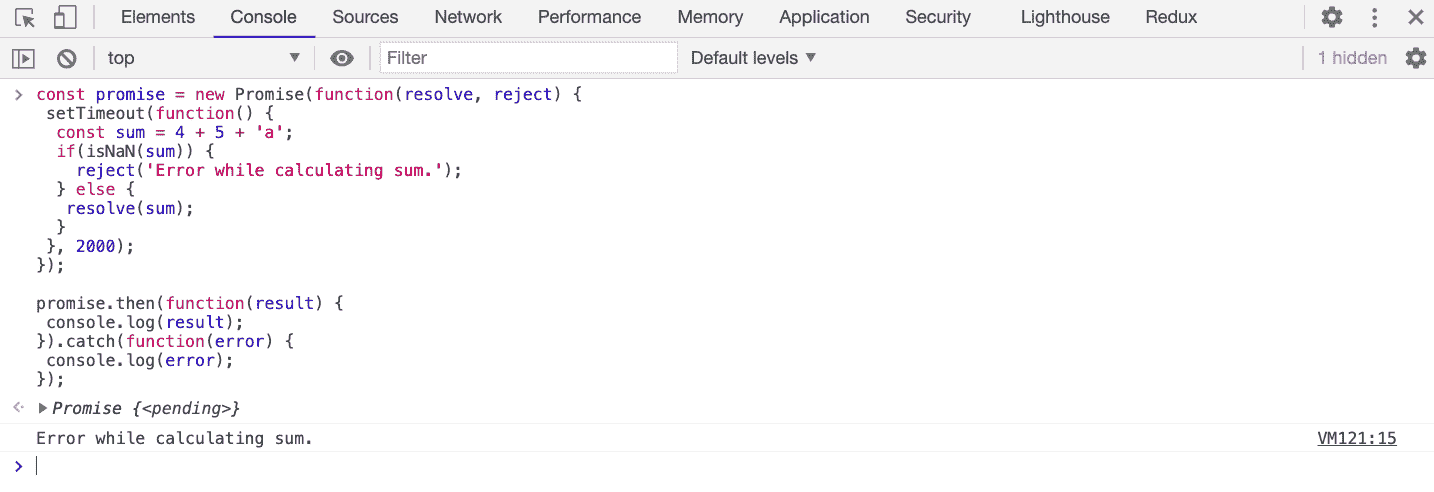 Elements Console Sources Network Performance Memory Application Security Lighthouse Redux
top Filter Default levels 1 hidden
const promise = new Promise(function(resolve, reject) {
 setTimeout(function() {
  const sum = 4 + 5 + 'a';
  if(isNaN(sum)) {
    reject('Error while calculating sum.');
  } else {
   resolve(sum);
  }
 }, 2000);
});

promise.then(function(result) {
 console.log(result);
}).catch(function(error) {
 console.log(error);
});
Promise {<pending>}
Error while calculating sum. VM121:15